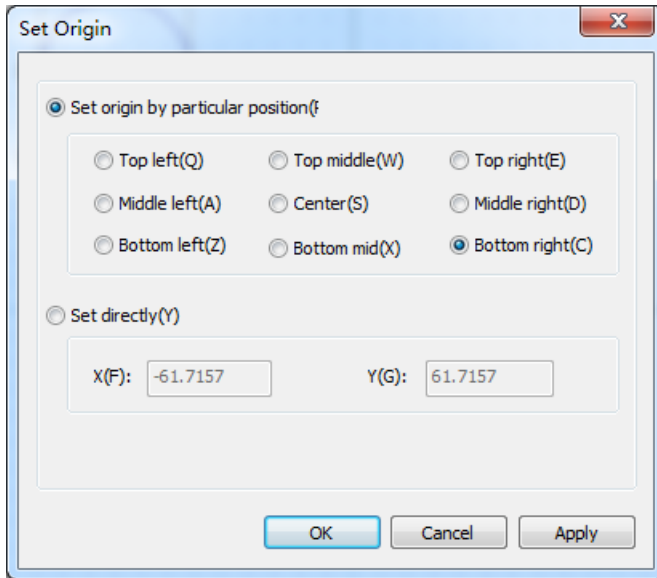 Set Origin
Set origin by particular position(F
Top left(Q) Top middle(W) Top right(E)
Middle left(A) Center(S) Middle right(D)
Bottom left(Z) Bottom mid(X) Bottom right(C)
Set directly(Y)
X(F): -61.7157 Y(G): 61.7157
OK Cancel Apply